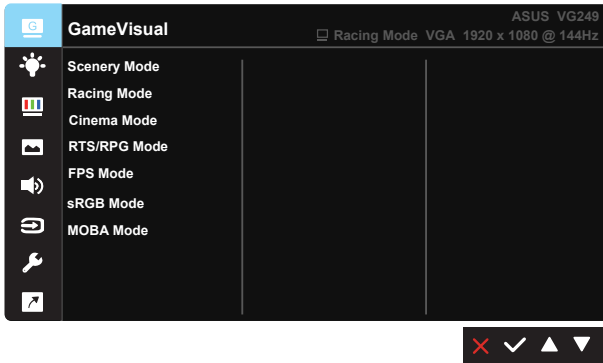 G
GameVisual
ASUS VG249
Racing Mode VGA 1920 x 1080 @ 144Hz
Scenery Mode
Racing Mode
Cinema Mode
RTS/RPG Mode
FPS Mode
sRGB Mode
MOBA Mode